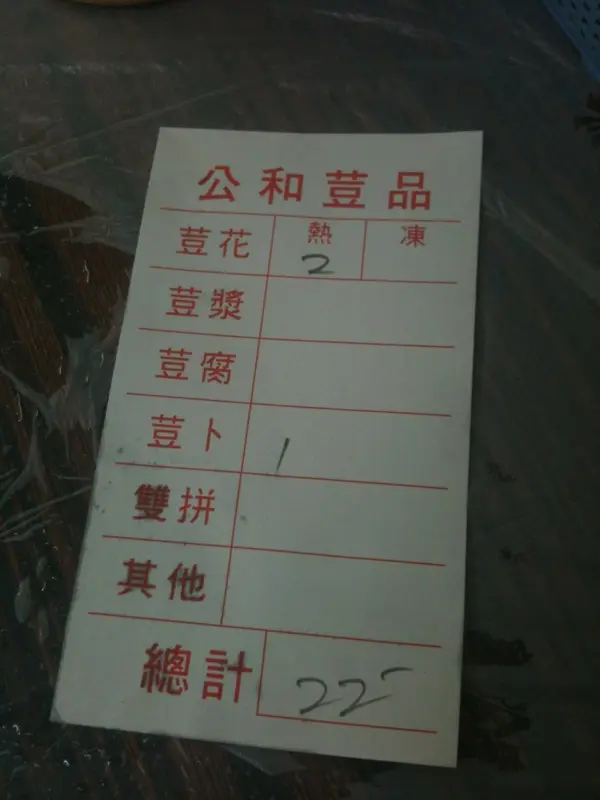 公和荳品
荳花 熱 2 凍
荳漿
荳腐
荳卜 1
雙拼
其他
總計 22-